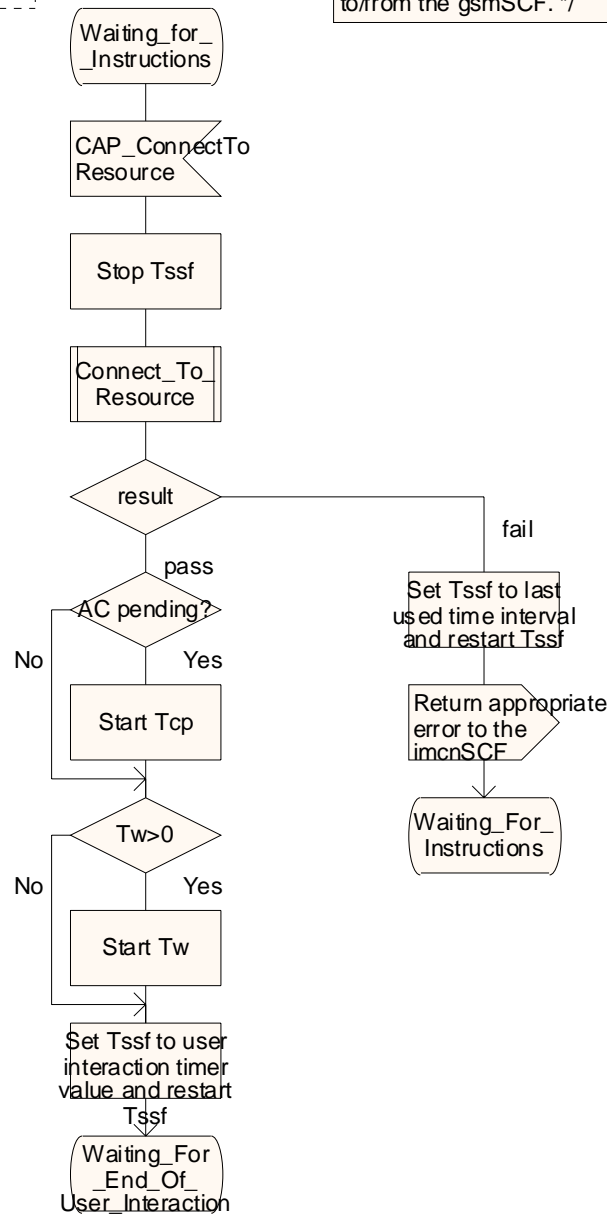 to/from the gsmSCF. */
Waiting_for_
_Instructions
CAP_ConnectTo
Resource
Stop Tssf
Connect_To_
Resource
result
fail
pass
Set Tssf to last
used time interval
and restart Tssf
AC pending?
No
Yes
Start Tcp
Return appropriate
error to the
imcnSCF
Tw>0
Waiting_For_
Instructions
No
Yes
Start Tw
Set Tssf to user
interaction timer
value and restart
Tssf
Waiting_For
_End_Of_
User_Interaction